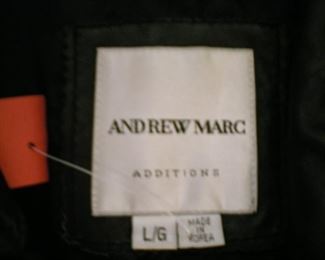 ANDREW MARC
ADDITIONS
L/G
MADE
IN
KOREA